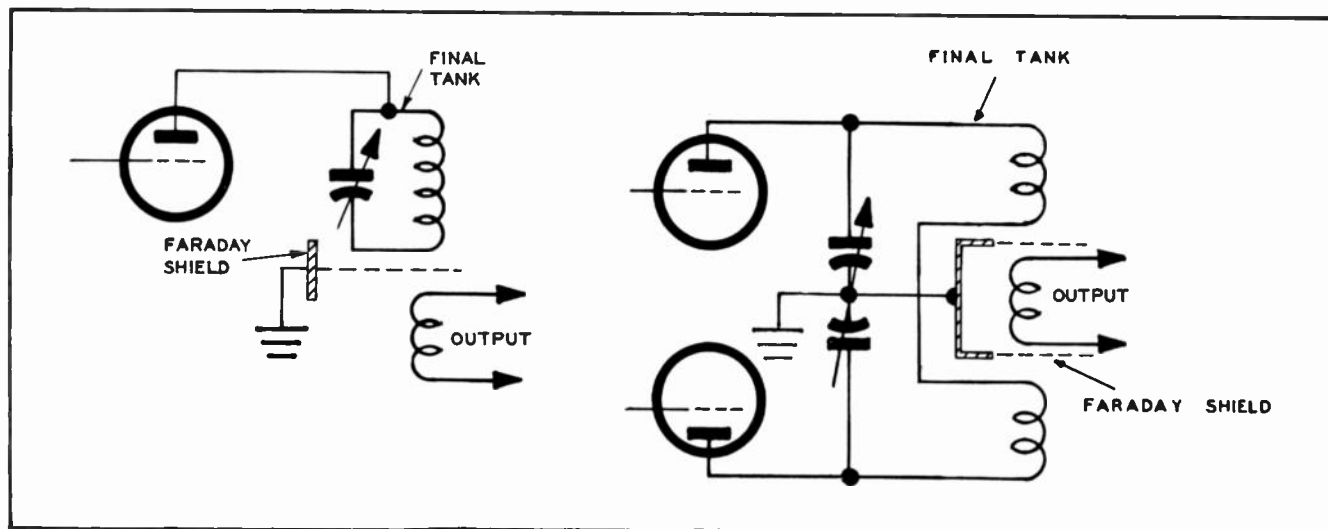 FINAL
TANK
FARADAY
SHIELD
OUTPUT
FINAL TANK
OUTPUT
FARADAY SHIELD